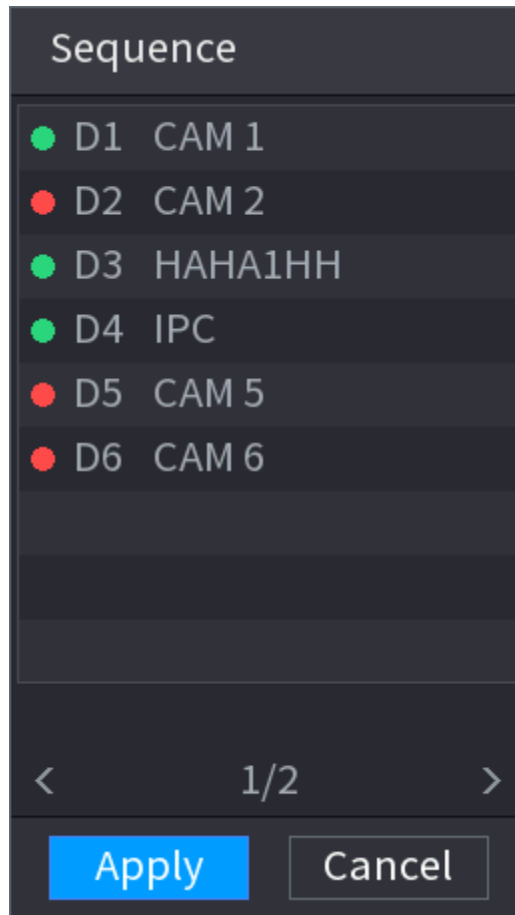 Sequence
D1 CAM 1
D2 CAM 2
D3 HAHA1HH
D4 IPC
D5 CAM 5
D6 CAM 6
< 1/2 >
Apply Cancel